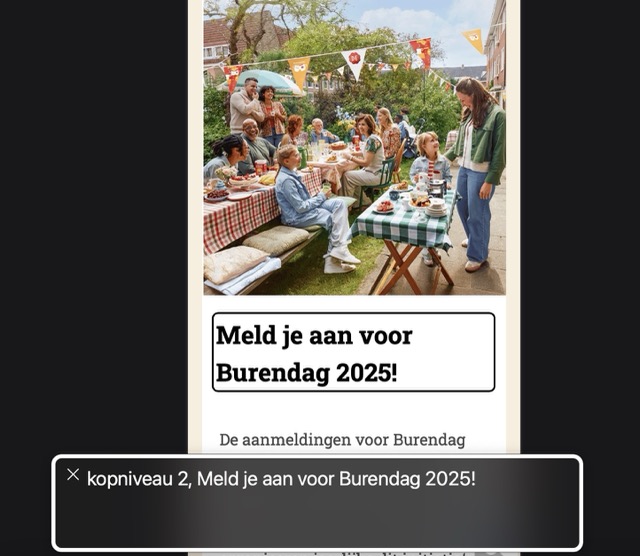 Meld je aan voor
Burendag 2025!
De aanmeldingen voor Burendag
kopniveau 2, Meld je aan voor Burendag 2025!